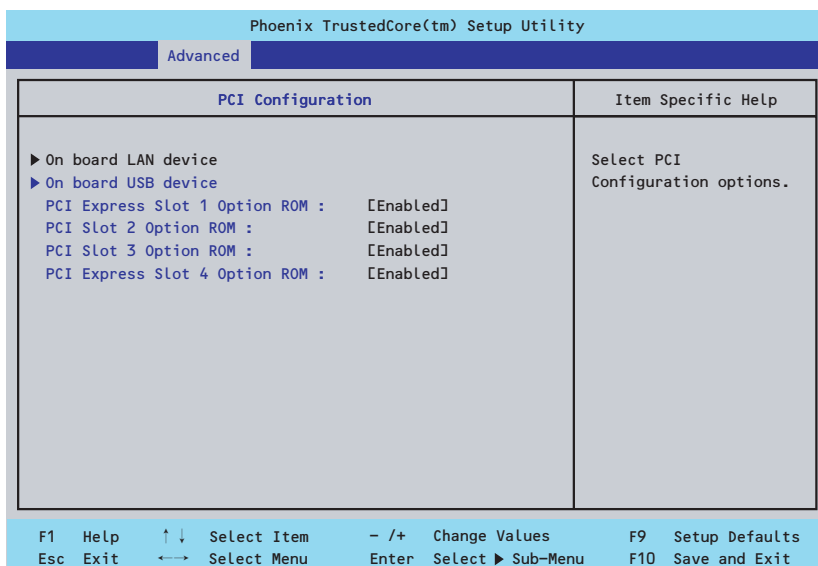 Phoenix TrustedCore(tm) Setup Utility
Advanced
PCI Configuration
Item Specific Help
▶ On board LAN device
▶ On board USB device
PCI Express Slot 1 Option ROM : [Enabled]
PCI Slot 2 Option ROM : [Enabled]
PCI Slot 3 Option ROM : [Enabled]
PCI Express Slot 4 Option ROM : [Enabled]
Select PCI
Configuration options.
F1 Help ↑↓ Select Item – /+ Change Values F9 Setup Defaults
Esc Exit ←→ Select Menu Enter Select ▶ Sub-Menu F10 Save and Exit